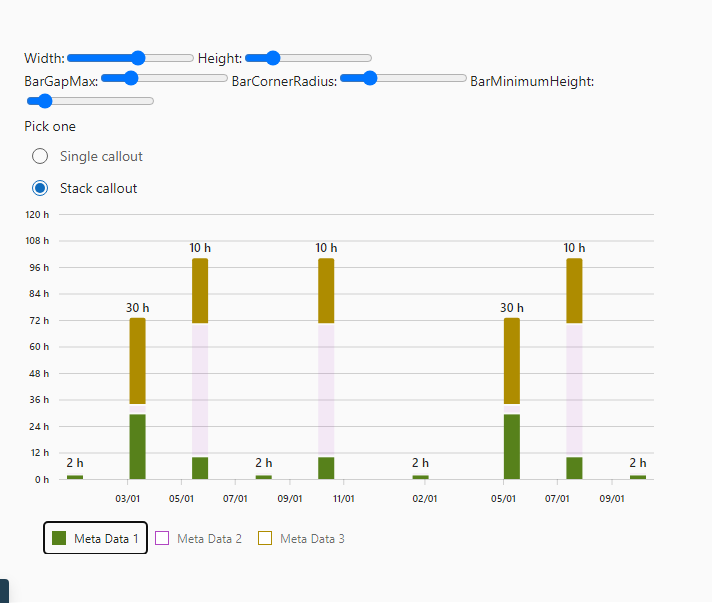 Width: Height:
BarGapMax: BarCornerRadius: BarMinimumHeight:
Pick one
Single callout
Stack callout
120 h
108 h
10 h 10 h 10 h
96 h
84 h
30 h 30 h
72 h
60 h
48 h
36 h
24 h
12 h
2 h 2 h 2 h 2 h
0 h
03/01 05/01 07/01 09/01 11/01 02/01 05/01 07/01 09/01
Meta Data 1 Meta Data 2 Meta Data 3